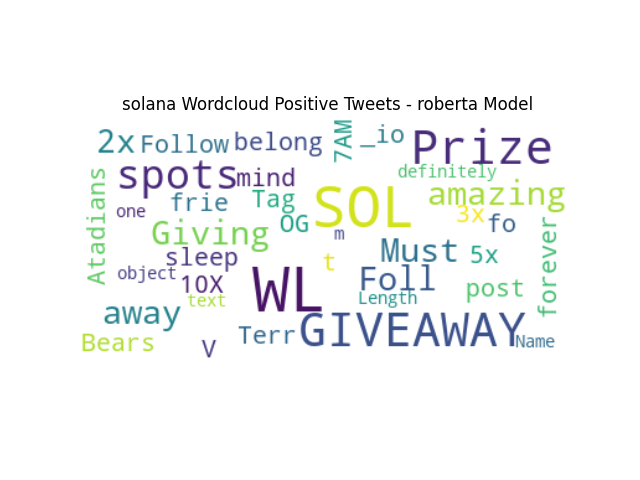 solana Wordcloud Positive Tweets - roberta Model
2x Follow belong 7AM _io Prize
spots mind definitely
Atadians one frie Tag SOL amazing
Giving OG m 3x fo
sleep t Must 5x forever
object 10X Foll post
text WL Length
away GIVEAWAY
Bears V Terr Name